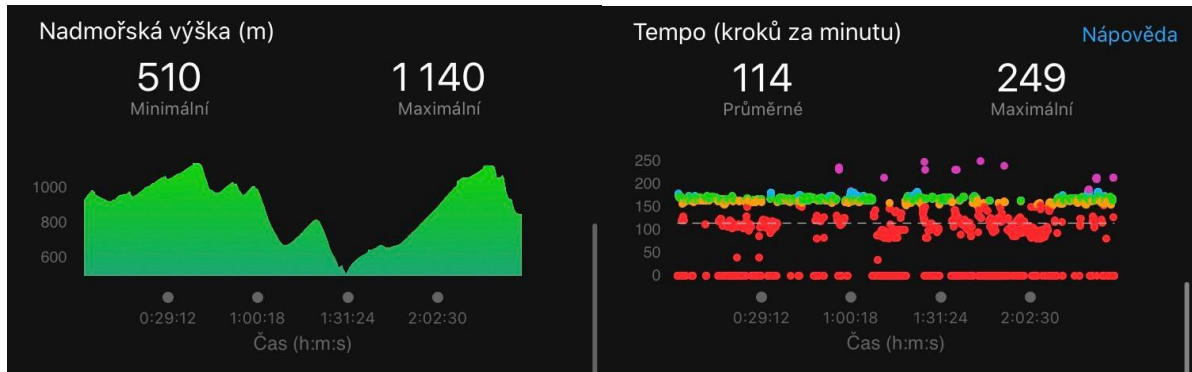 Nadmořská výška (m)
510
Minimální
1 140
Maximální
1000
800
600
0:29:12
1:00:18
1:31:24
2:02:30
Čas (h:m:s)
Tempo (kroků za minutu)
Nápověda
114
Průměrné
249
Maximální
250
200
150
100
50
0
0:29:12
1:00:18
1:31:24
2:02:30
Čas (h:m:s)